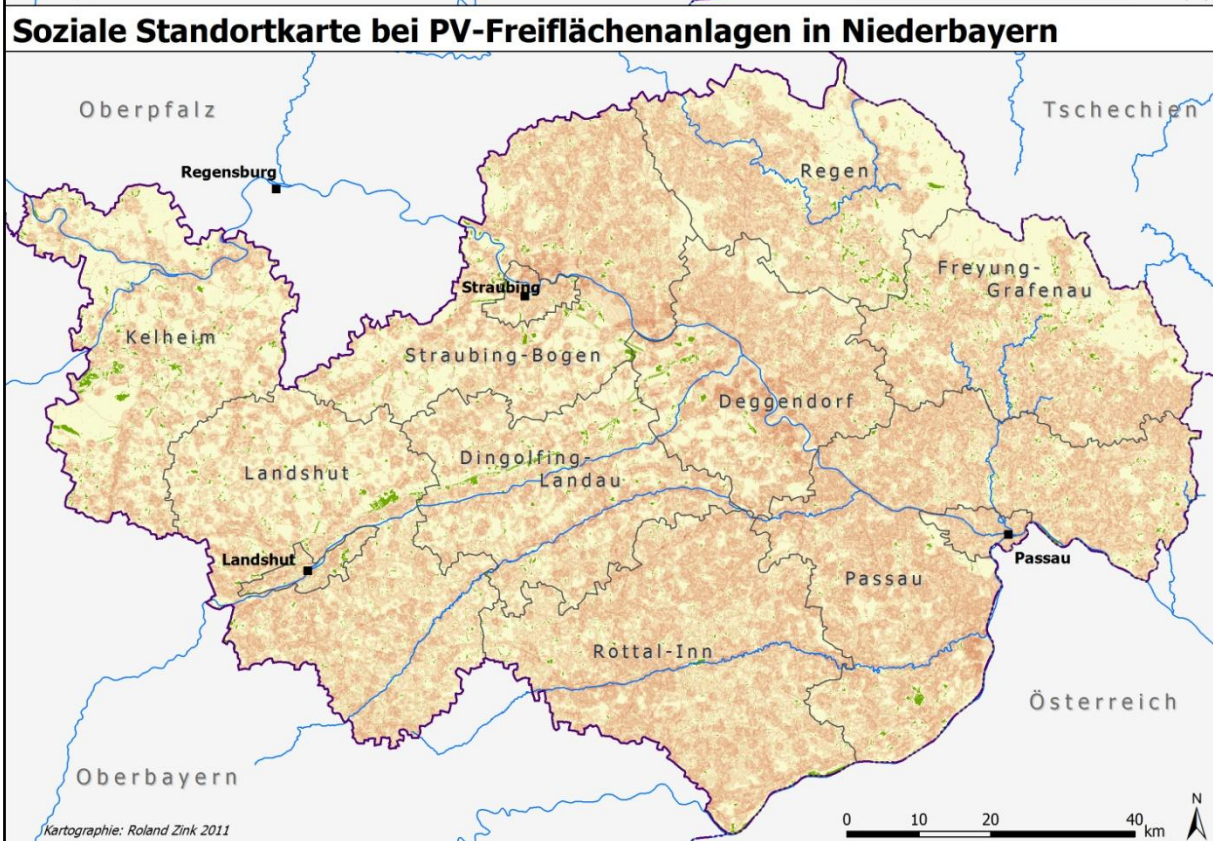 Soziale Standortkarte bei PV-Freiflächenanlagen in Niederbayern
Oberpfalz
Tschechien
Regensburg
Regen
Freyung-
Grafenau
Straubing
Kelheim
Straubing-Bogen
Deggendorf
Landshut
Dingolfing-
Landau
Landshut
Passau
Passau
Rottal-Inn
Österreich
Oberbayern
Kartographie: Roland Zink 2011
0 10 20 40 km
N